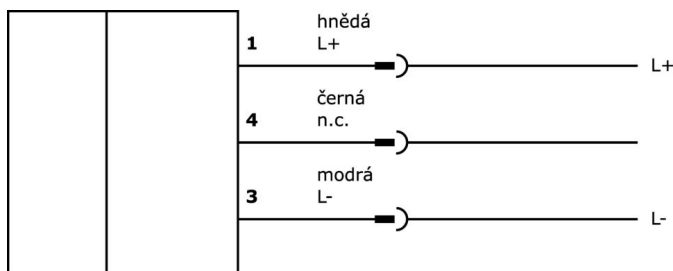 hnědá
1 L+
L+
černá
4 n.c.
modrá
3 L-
L-